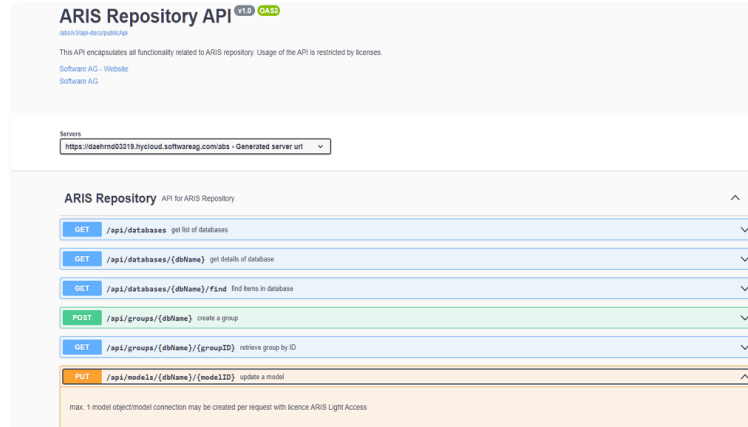 ARIS Repository API v1.0 OAS3
/abs/v3/api-docs/publicApi
This API encapsulates all functionality related to ARIS repository. Usage of the API is restricted by licenses.
Software AG - Website
Software AG
Servers
https://daehrnd03319.hycloud.softwareag.com/abs - Generated server url
ARIS Repository API for ARIS Repository
GET /api/databases get list of databases
GET /api/databases/{dbName} get details of database
GET /api/databases/{dbName}/find find items in database
POST /api/groups/{dbName} create a group
GET /api/groups/{dbName}/{groupID} retrieve group by ID
PUT /api/models/{dbName}/{modelID} update a model
max. 1 model object/model connection may be created per request with licence ARIS Light Access